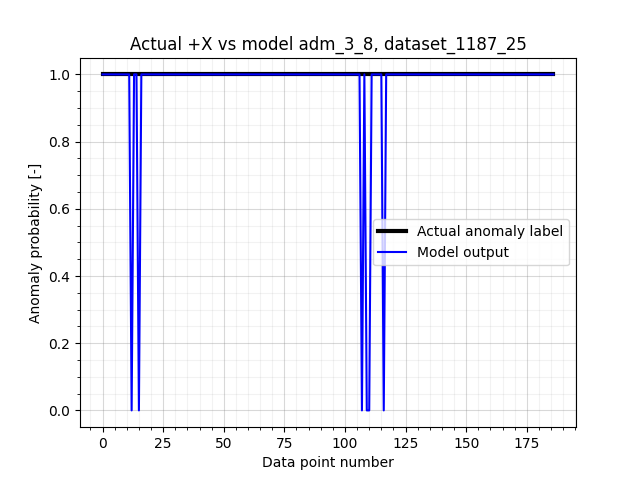 Actual +X vs model adm_3_8, dataset_1187_25
1.0
0.8
0.6
0.4
0.2
0.0
Anomaly probability [-]
Actual anomaly label
Model output
0 25 50 75 100 125 150 175
Data point number